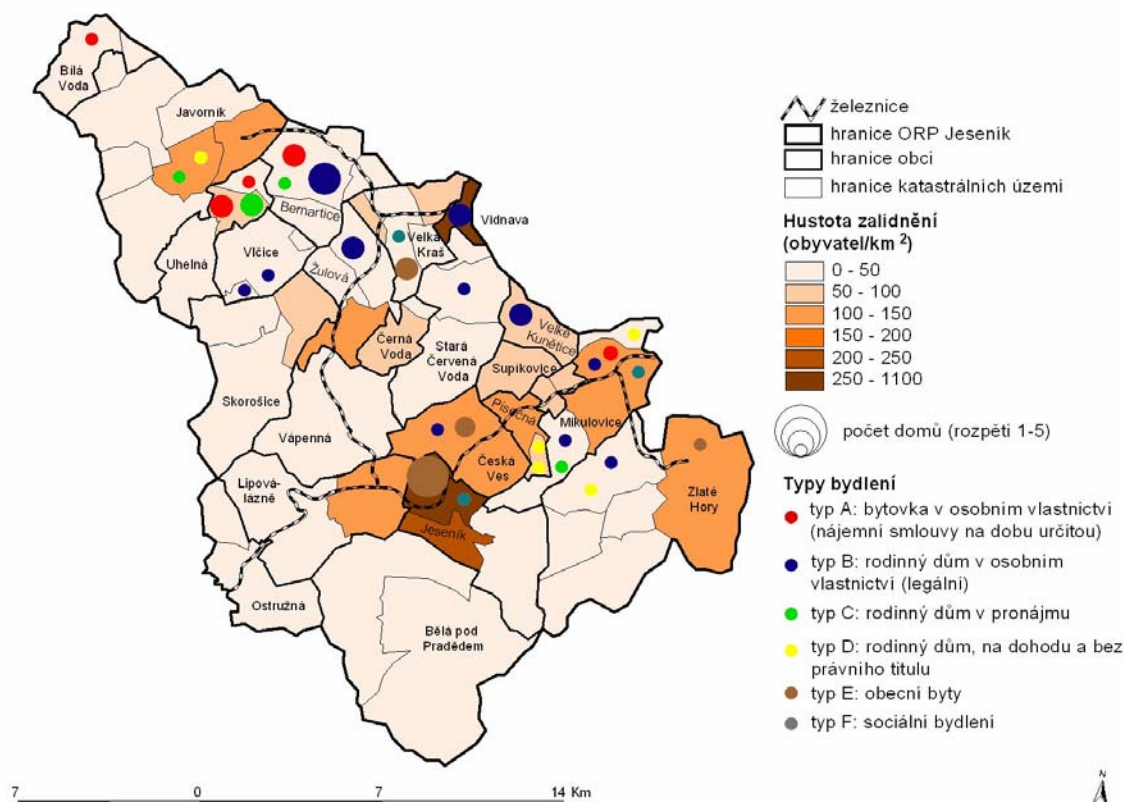 Bílá
Voda
Javorník
Bernartice
Vidnava
Velká
Kraš
Vlčice
Uhelná
Žulová
Černá
Voda
Stará
Červená
Voda
Velké
Kunětice
Supíkovice
Skorošice
Písečná
Mikulovice
Vápenná
Česká
Ves
Zlaté
Hory
Lipová-
lázně
Jeseník
Ostružná
Bělá pod
Pradědem
železnice
hranice ORP Jeseník
hranice obcí
hranice katastrálních území
Hustota zalidnění
(obyvatel/km ²)
0 - 50
50 - 100
100 - 150
150 - 200
200 - 250
250 - 1100
počet domů (rozpětí 1-5)
Typy bydlení
typ A: bytovka v osobním vlastnictví
(nájemní smlouvy na dobu určitou)
typ B: rodinný dům v osobním
vlastnictví (legální)
typ C: rodinný dům v pronájmu
typ D: rodinný dům, na dohodu a bez
právního titulu
typ E: obecní byty
typ F: sociální bydlení
7 0 7 14 Km
N